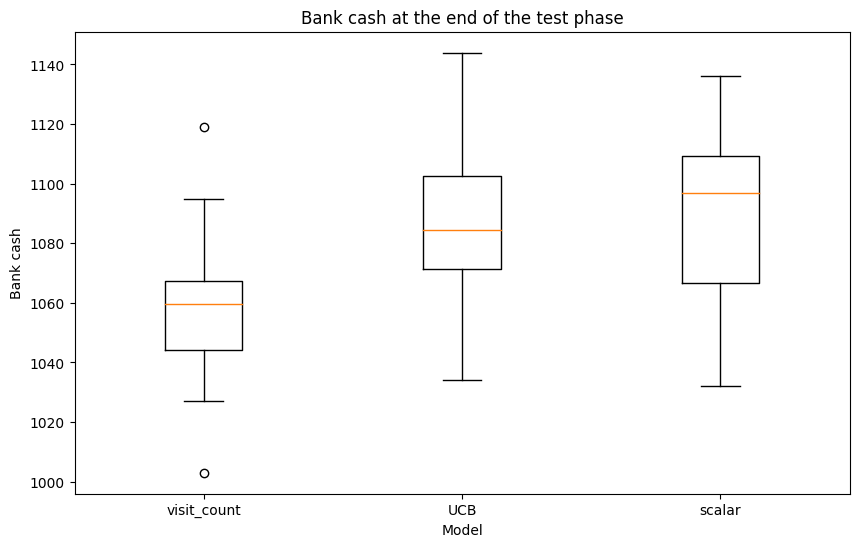 Bank cash at the end of the test phase
1140
1120
1100
1080
1060
1040
1020
1000
Bank cash
visit_count UCB scalar
Model